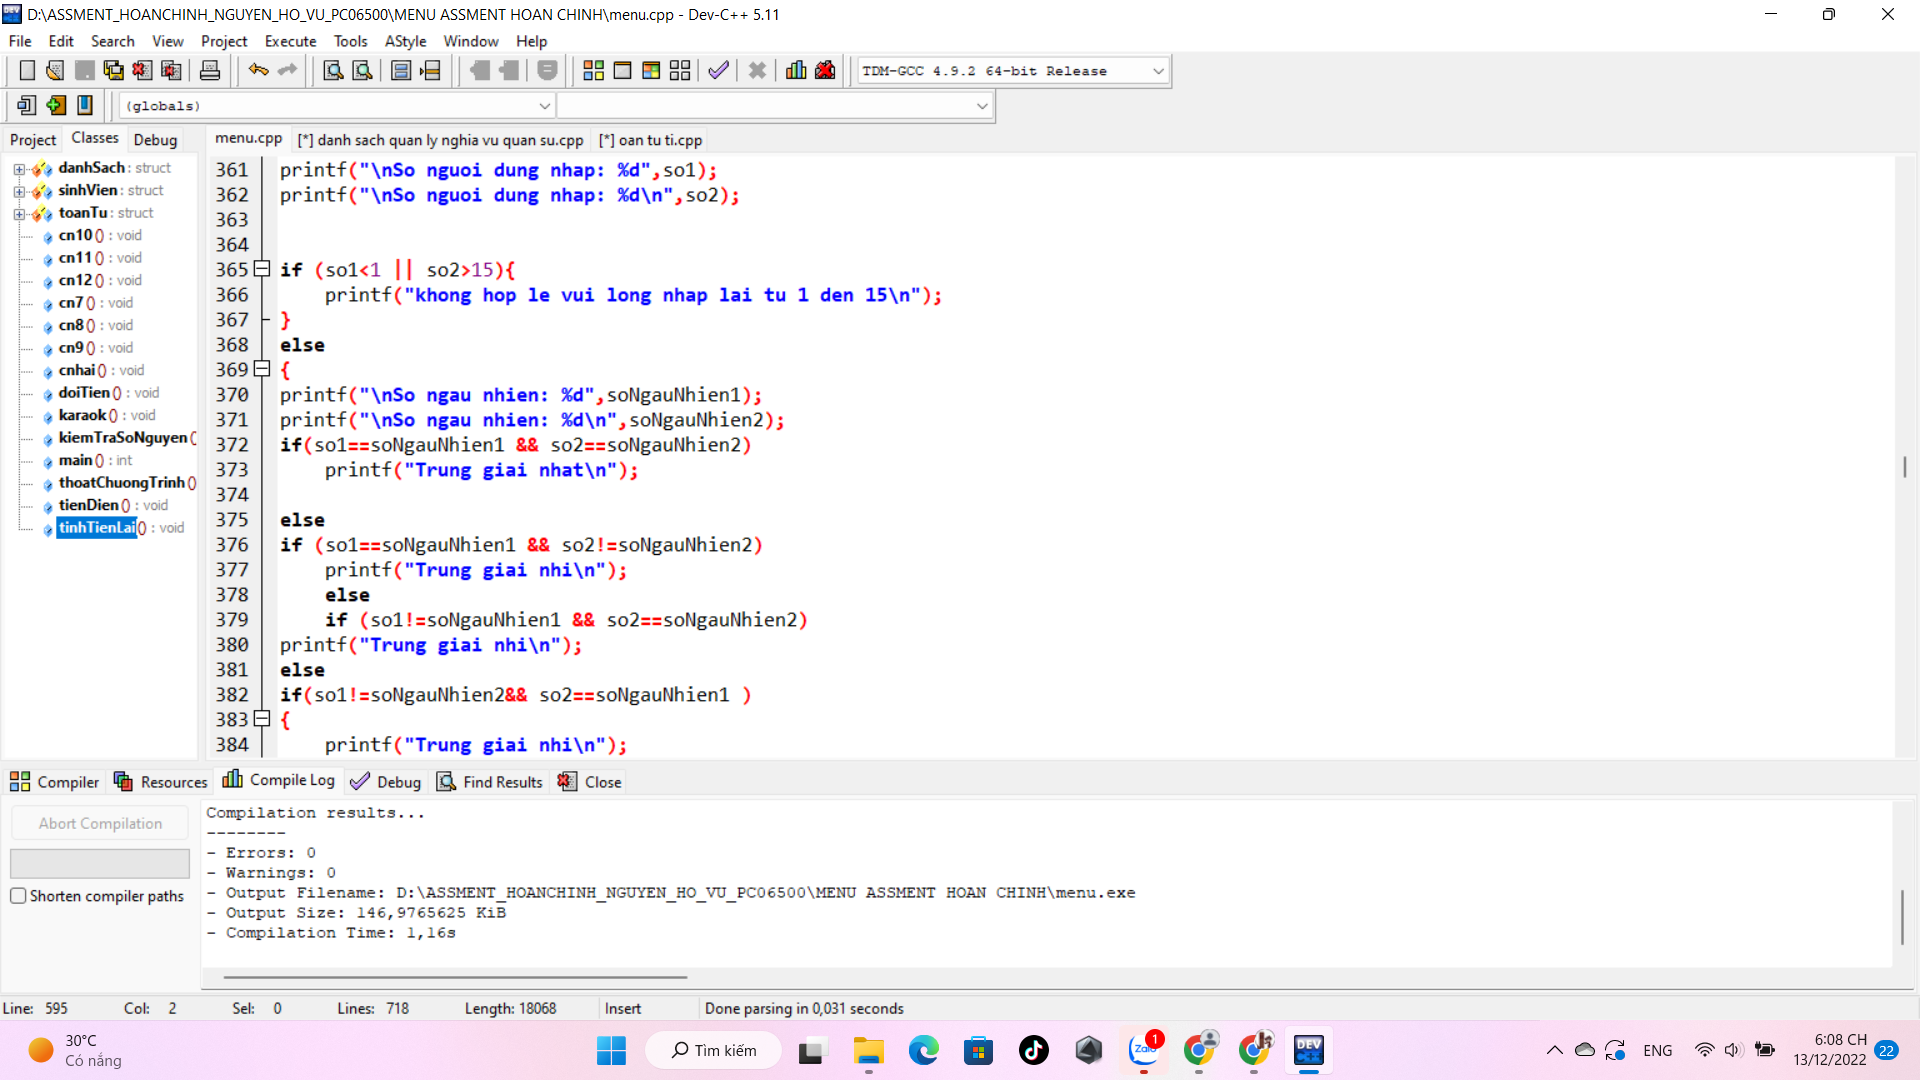 D:\ASSMENT_HOANCHINH_NGUYEN_HO_VU_PC06500\MENU ASSMENT HOAN CHINH\menu.cpp - Dev-C++ 5.11
File Edit Search View Project Execute Tools AStyle Window Help
TDM-GCC 4.9.2 64-bit Release
(globals)
Project Classes Debug
menu.cpp [*] danh sach quan ly nghia vu quan su.cpp [*] oan tu ti.cpp
danhSach : struct
sinhVien : struct
toanTu : struct
cn10 () : void
cn11 () : void
cn12 () : void
cn7 () : void
cn8 () : void
cn9 () : void
cnhai () : void
doiTien () : void
karaok () : void
kiemTraSoNguyen (
main () : int
thoatChuongTrinh ()
tienDien () : void
tinhTienLai () : void
361 printf("\nSo nguoi dung nhap: %d",so1);
362 printf("\nSo nguoi dung nhap: %d\n",so2);
363
364
365 if (so1<1 || so2>15){
366 printf("khong hop le vui long nhap lai tu 1 den 15\n");
367 }
368 else
369 {
370 printf("\nSo ngau nhien: %d",soNgauNhien1);
371 printf("\nSo ngau nhien: %d\n",soNgauNhien2);
372 if(so1==soNgauNhien1 && so2==soNgauNhien2)
373 printf("Trung giai nhat\n");
374
375 else
376 if (so1==soNgauNhien1 && so2!=soNgauNhien2)
377 printf("Trung giai nhi\n");
378 else
379 if (so1!=soNgauNhien1 && so2==soNgauNhien2)
380 printf("Trung giai nhi\n");
381 else
382 if(so1!=soNgauNhien2&& so2==soNgauNhien1 )
383 {
384 printf("Trung giai nhi\n");
Compiler Resources Compile Log Debug Find Results Close
Abort Compilation
Shorten compiler paths
Compilation results...
--------
- Errors: 0
- Warnings: 0
- Output Filename: D:\ASSMENT_HOANCHINH_NGUYEN_HO_VU_PC06500\MENU ASSMENT HOAN CHINH\menu.exe
- Output Size: 146,9765625 KiB
- Compilation Time: 1,16s
Line: 595 Col: 2 Sel: 0 Lines: 718 Length: 18068 Insert Done parsing in 0,031 seconds
30°C
Có nắng
Tìm kiếm
Zalo
1
DEV
C++
ENG
6:08 CH
13/12/2022
22